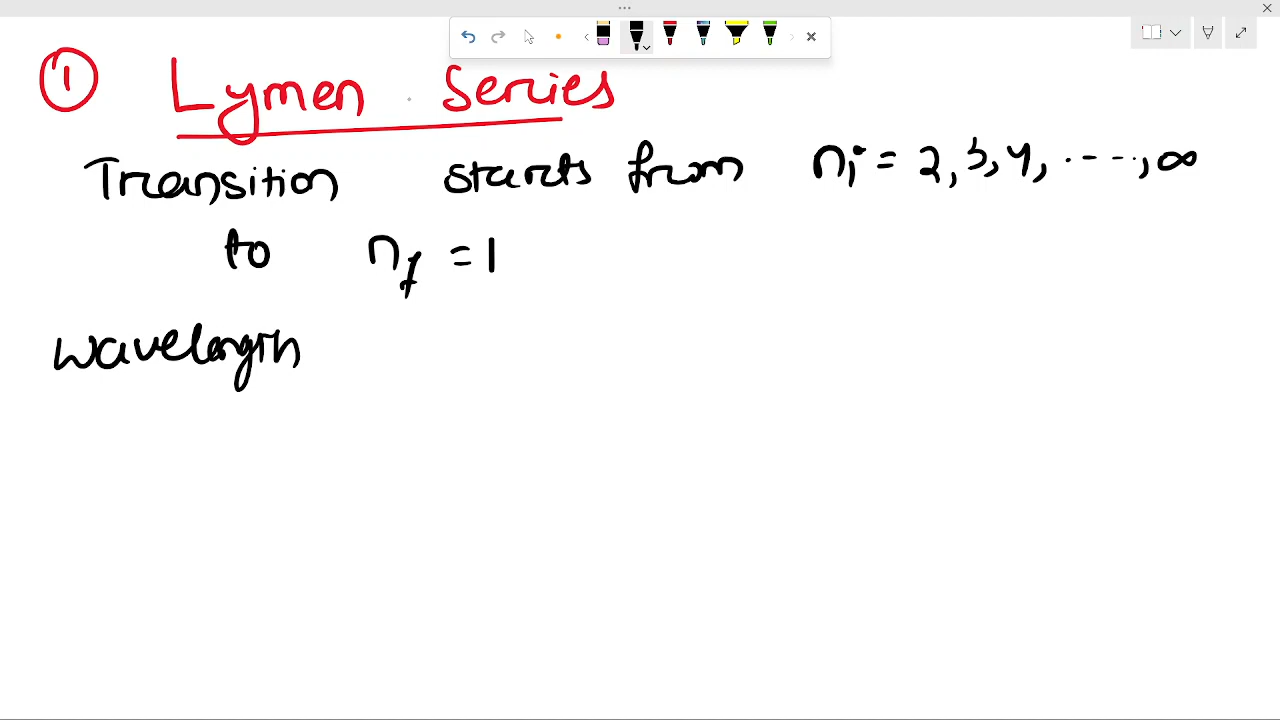 ① Lymen Series
Transition starts from ni = 2, 3, 4, ..., ∞
to nf = 1
wavelength